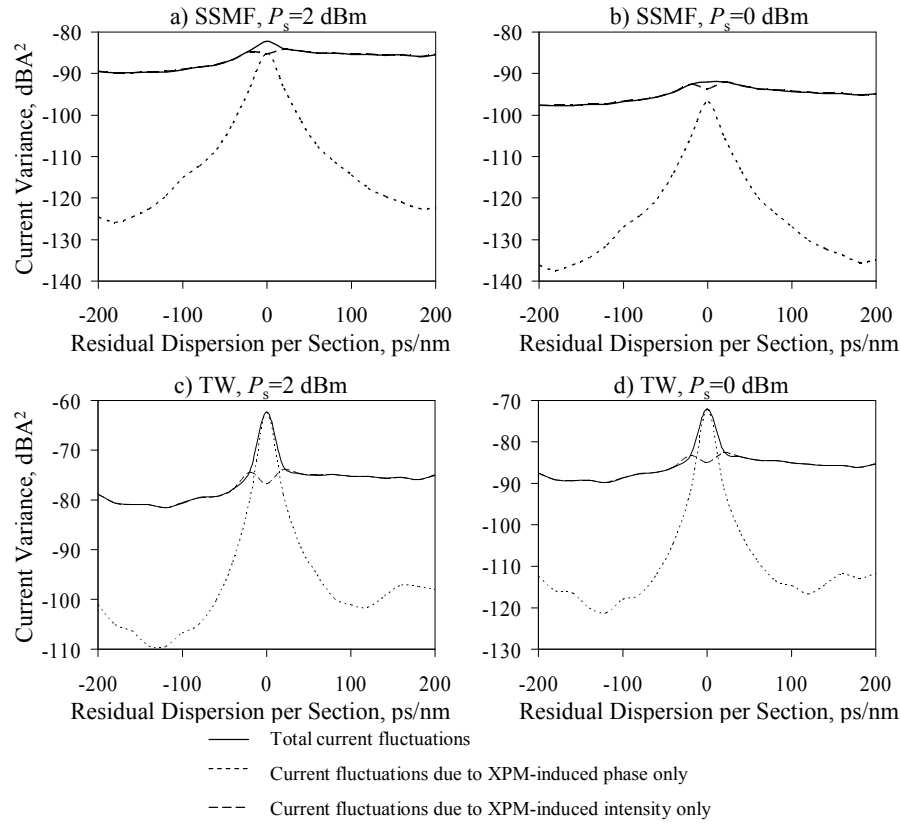 a) SSMF, Pₛ=2 dBm
b) SSMF, Pₛ=0 dBm
Current Variance, dBA²
-80
-90
-100
-110
-120
-130
-140
-200 -100 0 100 200
Residual Dispersion per Section, ps/nm
-80
-90
-100
-110
-120
-130
-140
-200 -100 0 100 200
Residual Dispersion per Section, ps/nm
c) TW, Pₛ=2 dBm
d) TW, Pₛ=0 dBm
Current Variance, dBA²
-60
-70
-80
-90
-100
-110
-200 -100 0 100 200
Residual Dispersion per Section, ps/nm
-70
-80
-90
-100
-110
-120
-130
-200 -100 0 100 200
Residual Dispersion per Section, ps/nm
Total current fluctuations
Current fluctuations due to XPM-induced phase only
Current fluctuations due to XPM-induced intensity only